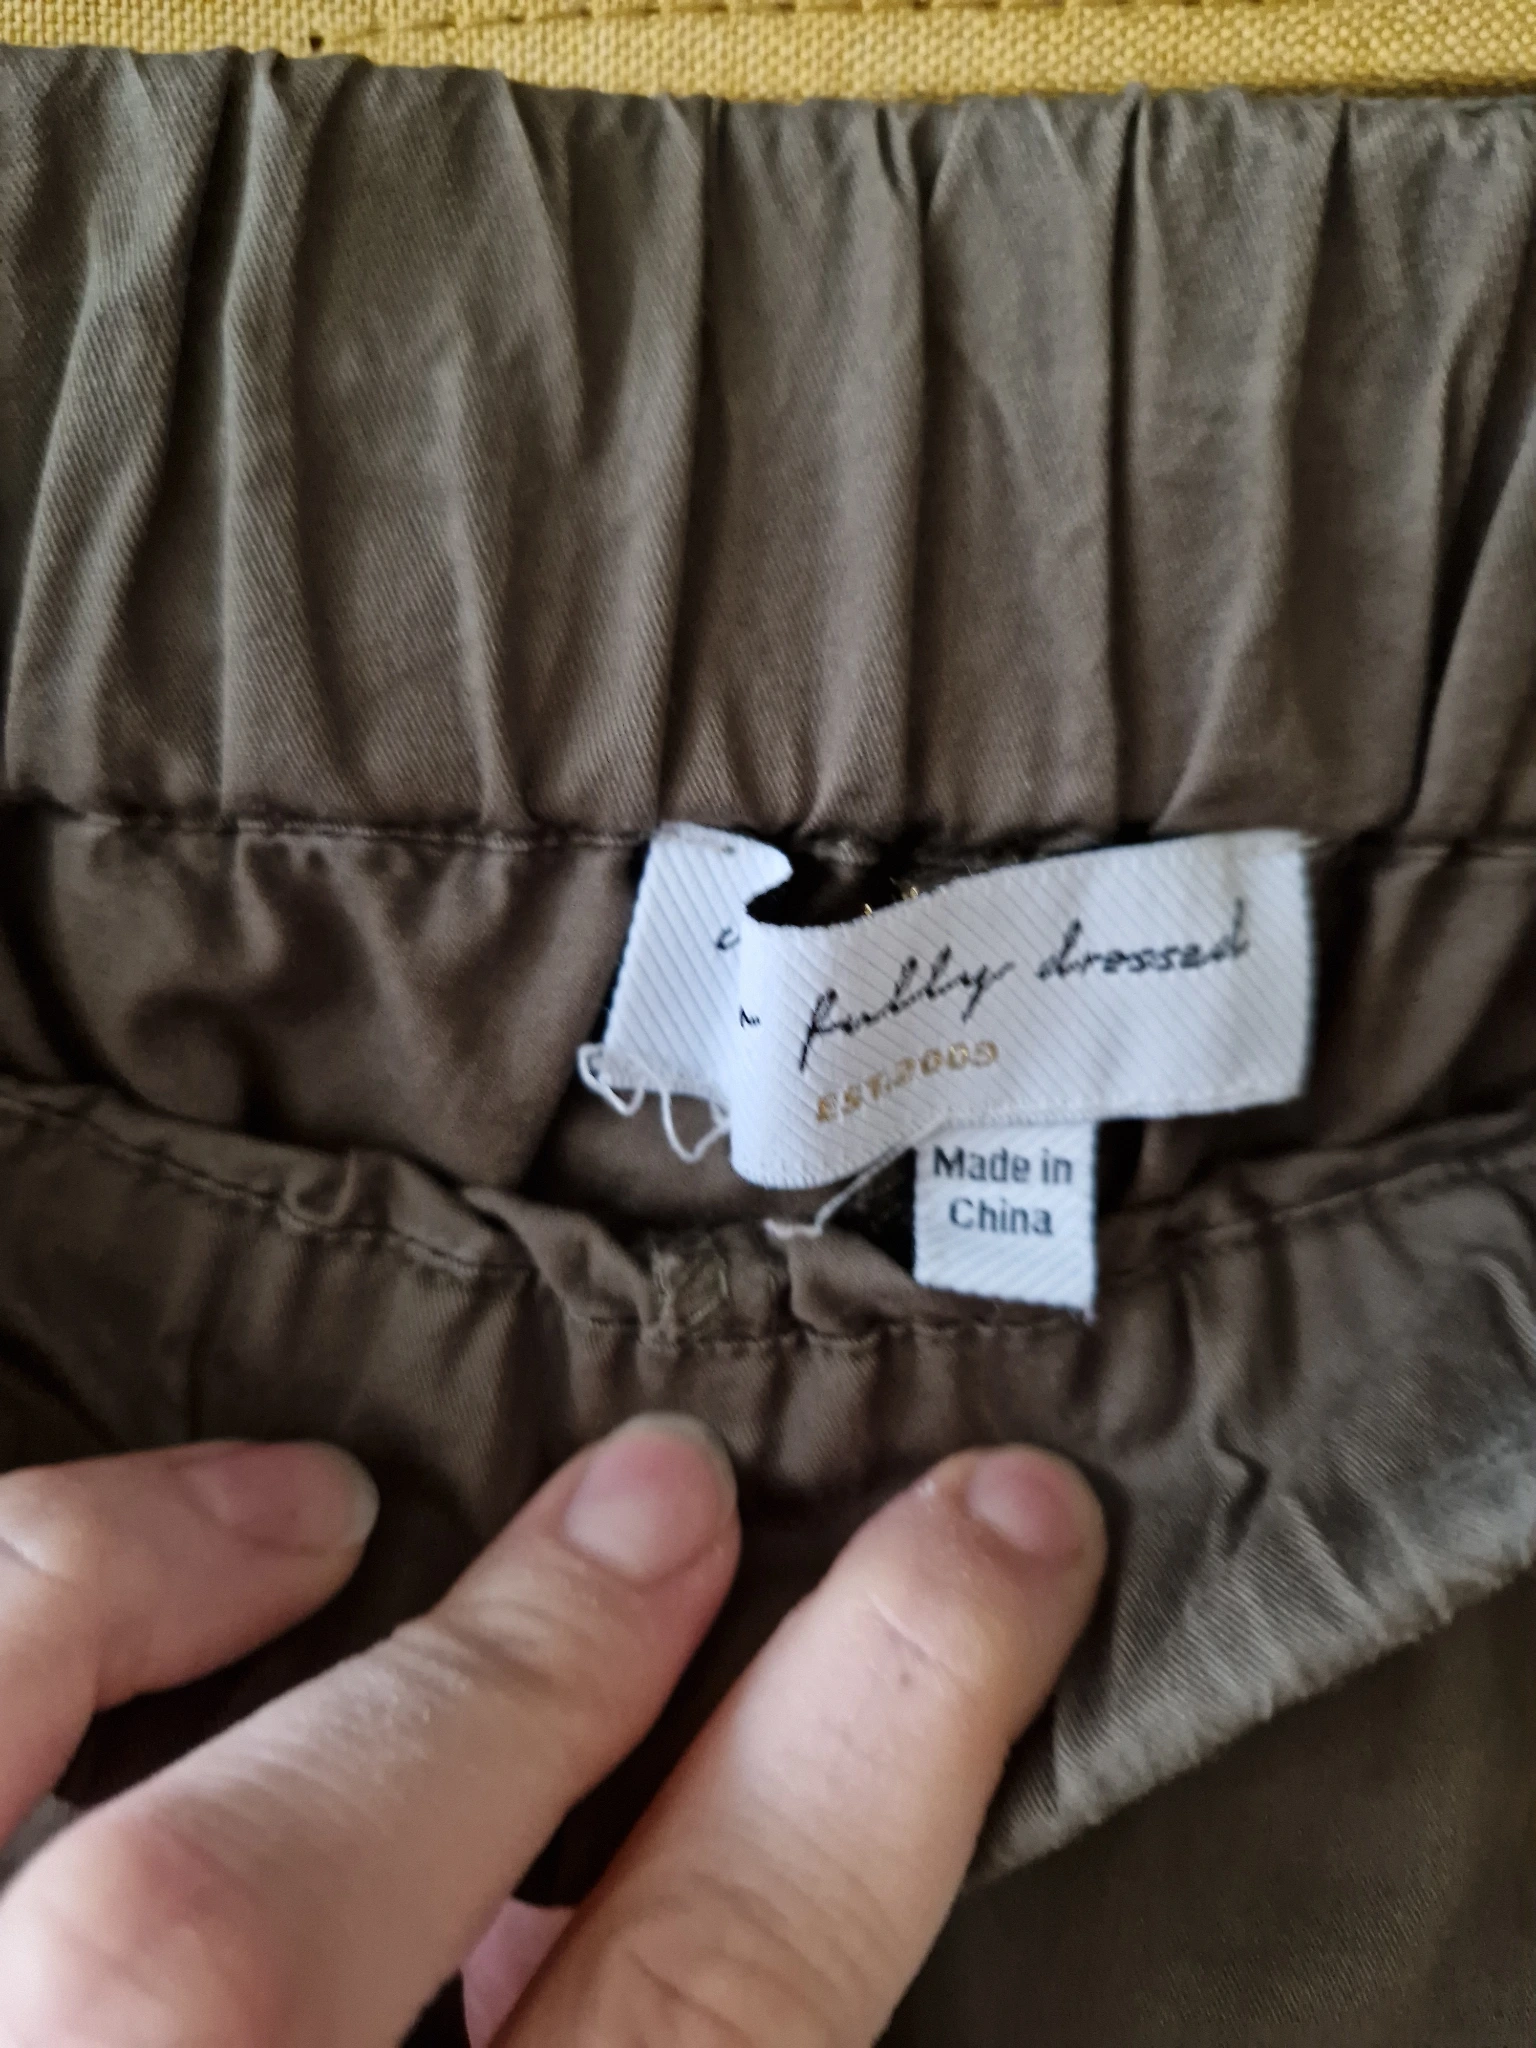 fully dressed
EST.2009
Made in
China